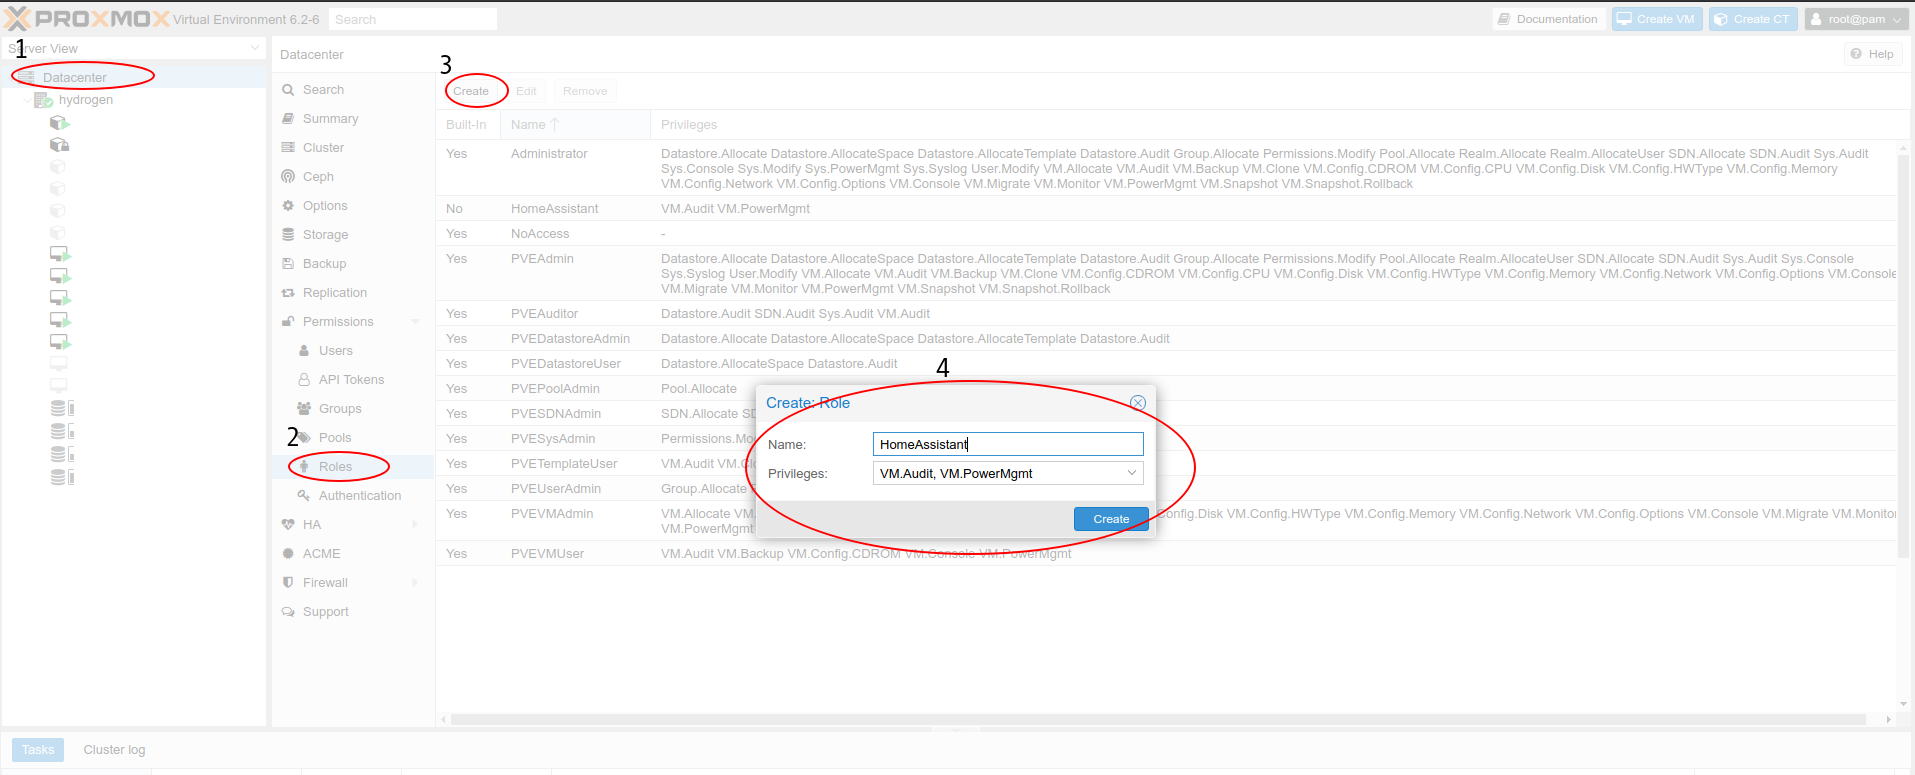 PROXMOX Virtual Environment 6.2-6 Search Documentation Create VM Create CT root@pam
1
Server View
Datacenter
hydrogen
Datacenter
Help
Search
Summary
Cluster
Ceph
Options
Storage
Backup
Replication
Permissions
Users
API Tokens
Groups
Pools
2
Roles
Authentication
HA
ACME
Firewall
Support
3
Create Edit Remove
Built-In Name Privileges
Yes Administrator Datastore.Allocate Datastore.AllocateSpace Datastore.AllocateTemplate Datastore.Audit Group.Allocate Permissions.Modify Pool.Allocate Realm.Allocate Realm.AllocateUser SDN.Allocate SDN.Audit Sys.Audit
Sys.Console Sys.Modify Sys.PowerMgmt Sys.Syslog User.Modify VM.Allocate VM.Audit VM.Backup VM.Clone VM.Config.CDROM VM.Config.CPU VM.Config.Disk VM.Config.HWType VM.Config.Memory
VM.Config.Network VM.Config.Options VM.Console VM.Migrate VM.Monitor VM.PowerMgmt VM.Snapshot VM.Snapshot.Rollback
No HomeAssistant VM.Audit VM.PowerMgmt
Yes NoAccess -
Yes PVEAdmin Datastore.Allocate Datastore.AllocateSpace Datastore.AllocateTemplate Datastore.Audit Group.Allocate Permissions.Modify Pool.Allocate Realm.AllocateUser SDN.Allocate SDN.Audit Sys.Audit Sys.Console
Sys.Syslog User.Modify VM.Allocate VM.Audit VM.Backup VM.Clone VM.Config.CDROM VM.Config.CPU VM.Config.Disk VM.Config.HWType VM.Config.Memory VM.Config.Network VM.Config.Options VM.Console
VM.Migrate VM.Monitor VM.PowerMgmt VM.Snapshot VM.Snapshot.Rollback
Yes PVEAuditor Datastore.Audit SDN.Audit Sys.Audit VM.Audit
Yes PVEDatastoreAdmin Datastore.Allocate Datastore.AllocateSpace Datastore.AllocateTemplate Datastore.Audit
Yes PVEDatastoreUser Datastore.AllocateSpace Datastore.Audit
Yes PVEPoolAdmin Pool.Allocate
Yes PVESDNAdmin SDN.Allocate
Yes PVESysAdmin
Yes PVETemplateUser VM.Audit
Yes PVEUserAdmin Group.Allocate
Yes PVEVMAdmin VM.Allocate Config.Disk VM.Config.HWType VM.Config.Memory VM.Config.Network VM.Config.Options VM.Console VM.Migrate VM.Monitor
VM.PowerMgmt
Yes PVEVMUser VM.Audit VM.Backup VM.Config.CDROM VM.Console VM.PowerMgmt
4
Create: Role
Name: HomeAssistant
Privileges: VM.Audit, VM.PowerMgmt
Create
Tasks Cluster log